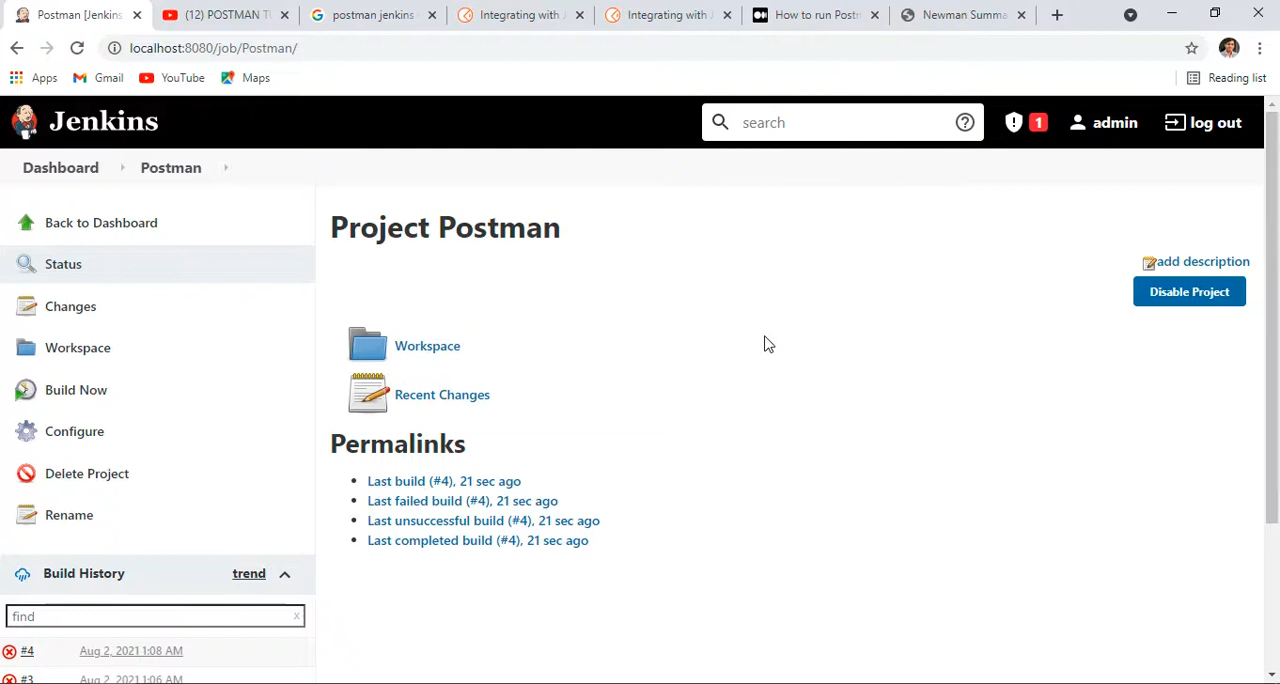 Postman [Jenkins
(12) POSTMAN T
postman jenkins
Integrating with J
Integrating with J
How to run Postm
Newman Summa
localhost:8080/job/Postman/
Apps
Gmail
YouTube
Maps
Reading list
Jenkins
search
1
admin
log out
Dashboard
Postman
Back to Dashboard
Status
Changes
Workspace
Build Now
Configure
Delete Project
Rename
Build History
trend
find
x
#4
Aug 2, 2021 1:08 AM
#3
Aug 2, 2021 1:06 AM
Project Postman
add description
Disable Project
Workspace
Recent Changes
Permalinks
Last build (#4), 21 sec ago
Last failed build (#4), 21 sec ago
Last unsuccessful build (#4), 21 sec ago
Last completed build (#4), 21 sec ago